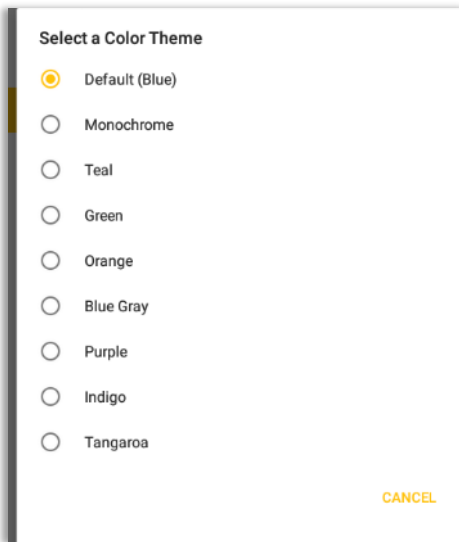 Select a Color Theme
Default (Blue)
Monochrome
Teal
Green
Orange
Blue Gray
Purple
Indigo
Tangaroa
CANCEL